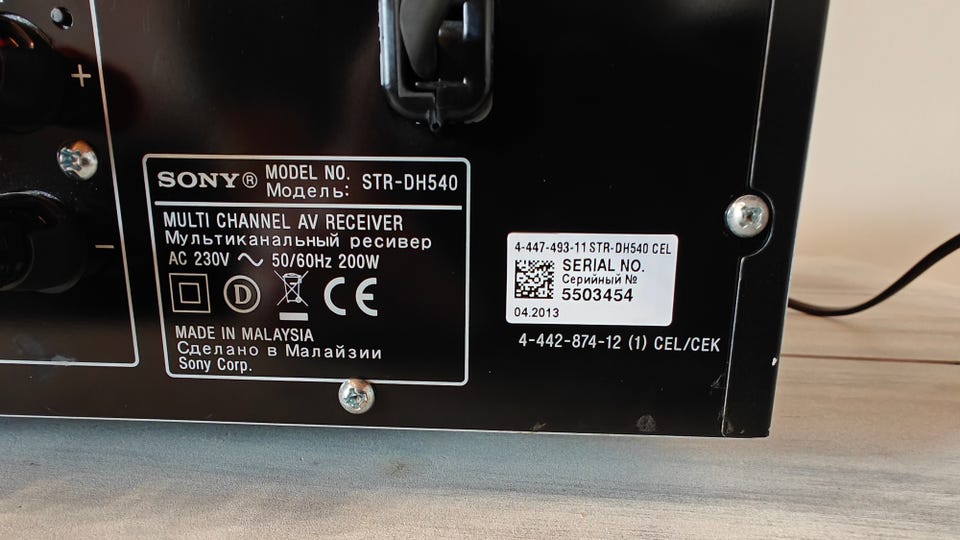 +
−
SONY® MODEL NO. STR-DH540
Модель:
MULTI CHANNEL AV RECEIVER
Мультиканальный ресивер
AC 230V ~ 50/60Hz 200W
D
CE
MADE IN MALAYSIA
Сделано в Малайзии
Sony Corp.
4-447-493-11 STR-DH540 CEL
SERIAL NO.
Серийный №
5503454
04.2013
4-442-874-12 (1) CEL/CEK